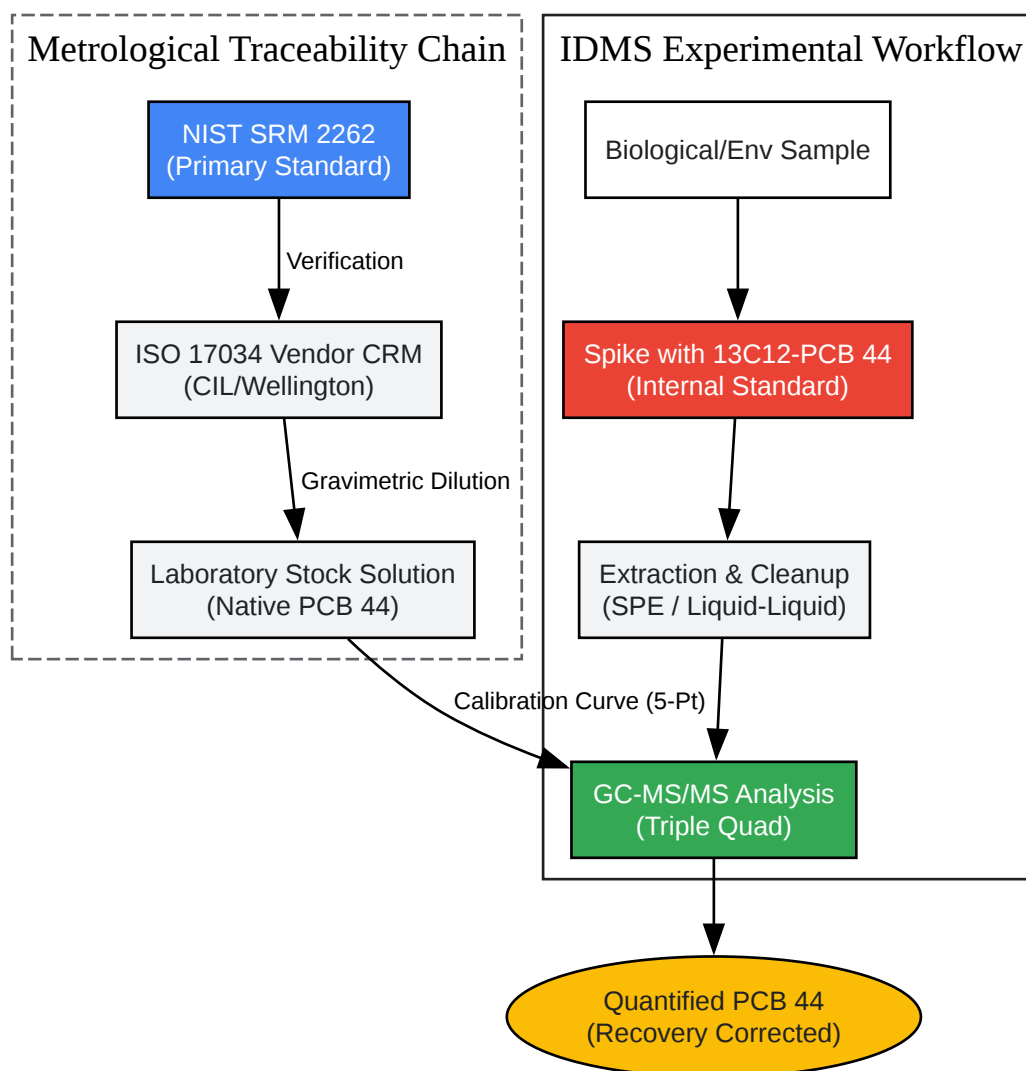 Metrological Traceability Chain
NIST SRM 2262
(Primary Standard)
Verification
ISO 17034 Vendor CRM
(CIL/Wellington)
Gravimetric Dilution
Laboratory Stock Solution
(Native PCB 44)
Calibration Curve (5-Pt)
IDMS Experimental Workflow
Biological/Env Sample
Spike with 13C12-PCB 44
(Internal Standard)
Extraction & Cleanup
(SPE / Liquid-Liquid)
GC-MS/MS Analysis
(Triple Quad)
Quantified PCB 44
(Recovery Corrected)